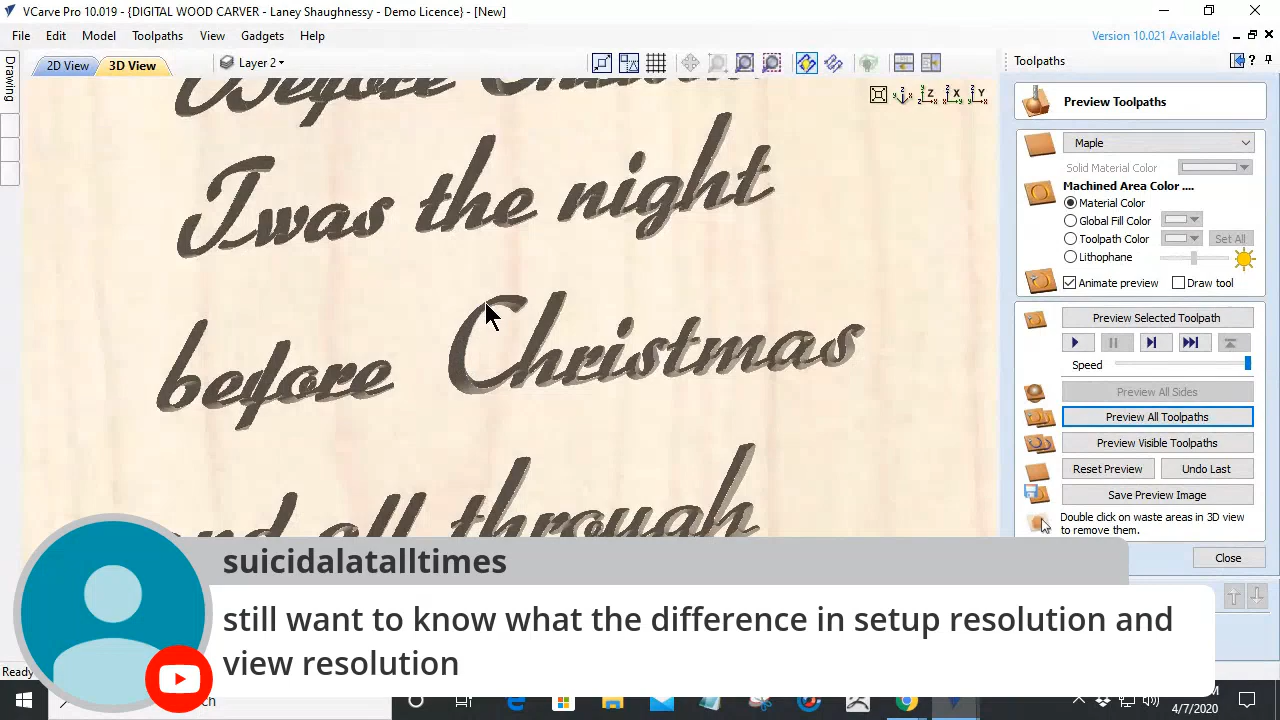 VCarve Pro 10.019 - {DIGITAL WOOD CARVER - Laney Shaughnessy - Demo Licence} - [New]
File Edit Model Toolpaths View Gadgets Help
Version 10.021 Available!
Drawing
2D View 3D View Layer 2
Toolpaths
Z X Y
Before
Twas the night
before Christmas
and all through
Preview Toolpaths
Maple
Solid Material Color
Machined Area Color ....
Material Color
Global Fill Color
Toolpath Color Set All
Lithophane
Animate preview Draw tool
Preview Selected Toolpath
Speed
Preview All Sides
Preview All Toolpaths
Preview Visible Toolpaths
Reset Preview Undo Last
Save Preview Image
Double click on waste areas in 3D view
to remove them.
Close
suicidalatalltimes
still want to know what the difference in setup resolution and
view resolution
Ready
4/7/2020